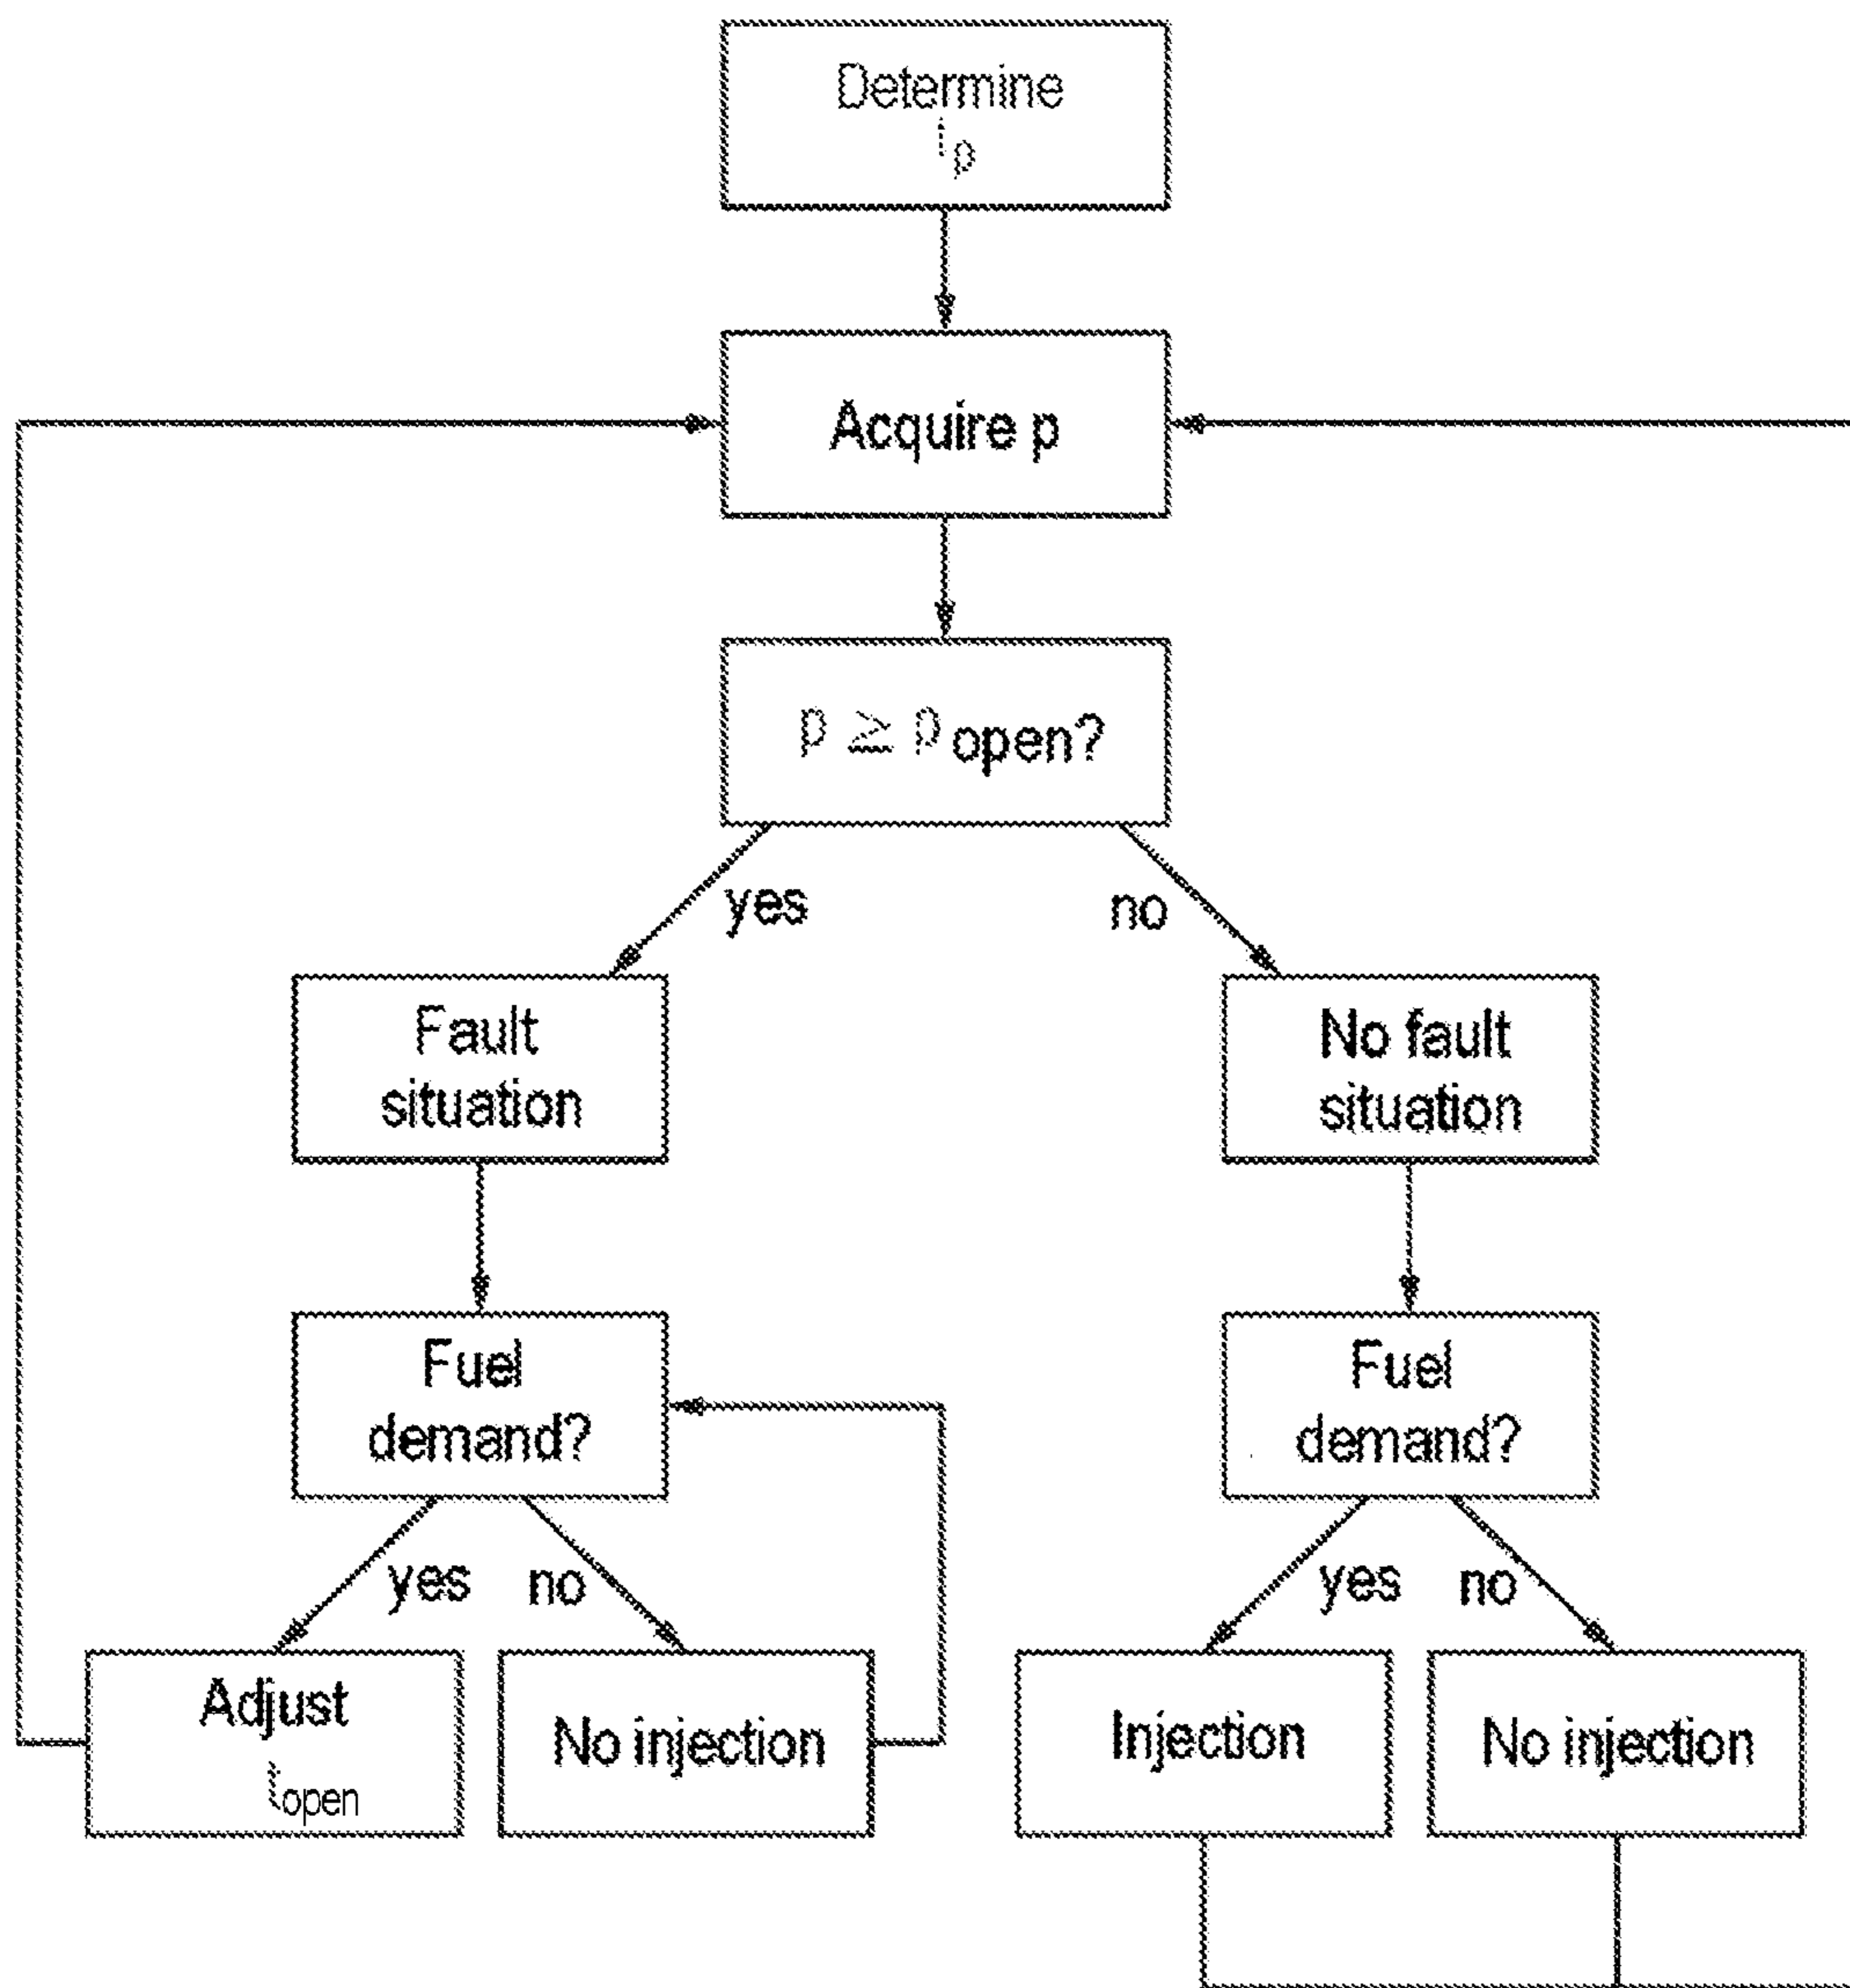 Determine
tp
Acquire p
p ≥ p open?
yes
no
Fault
situation
No fault
situation
Fuel
demand?
Fuel
demand?
yes
no
yes
no
Adjust
topen
No injection
Injection
No injection